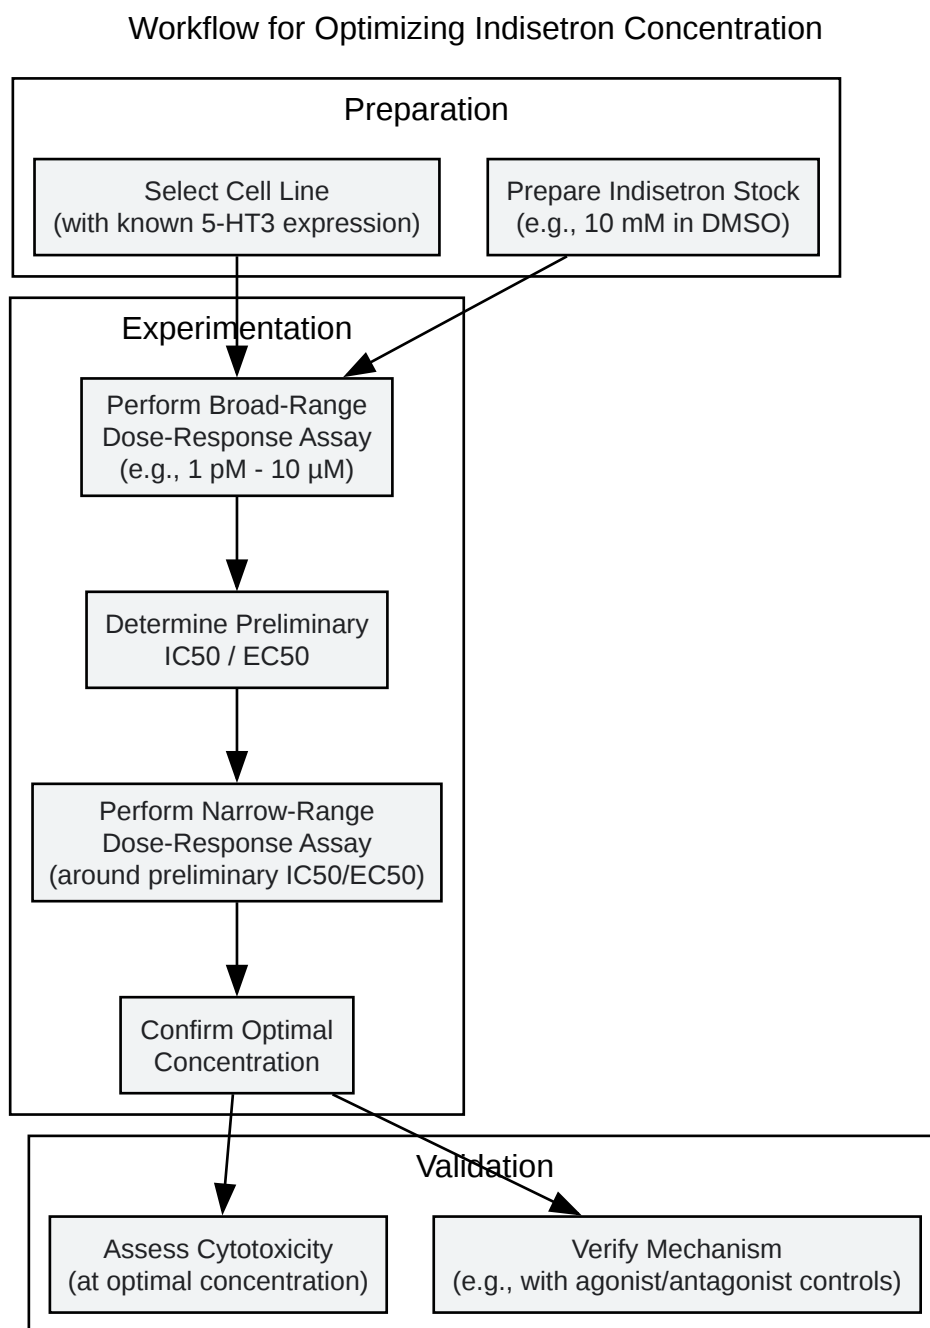 Workflow for Optimizing Indisetron Concentration
Preparation
Select Cell Line
(with known 5-HT3 expression)
Prepare Indisetron Stock
(e.g., 10 mM in DMSO)
Experimentation
Perform Broad-Range
Dose-Response Assay
(e.g., 1 pM - 10 µM)
Determine Preliminary
IC50 / EC50
Perform Narrow-Range
Dose-Response Assay
(around preliminary IC50/EC50)
Confirm Optimal
Concentration
Validation
Assess Cytotoxicity
(at optimal concentration)
Verify Mechanism
(e.g., with agonist/antagonist controls)